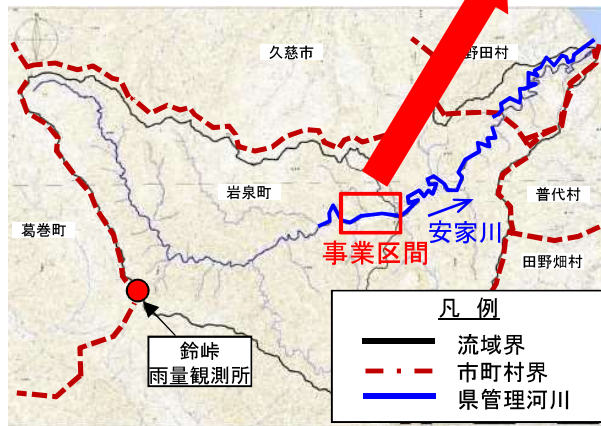 久慈市
野田村
岩泉町
普代村
葛巻町
安家川
事業区間
田野畑村
鈴峠
雨量観測所
凡 例
流域界
市町村界
県管理河川